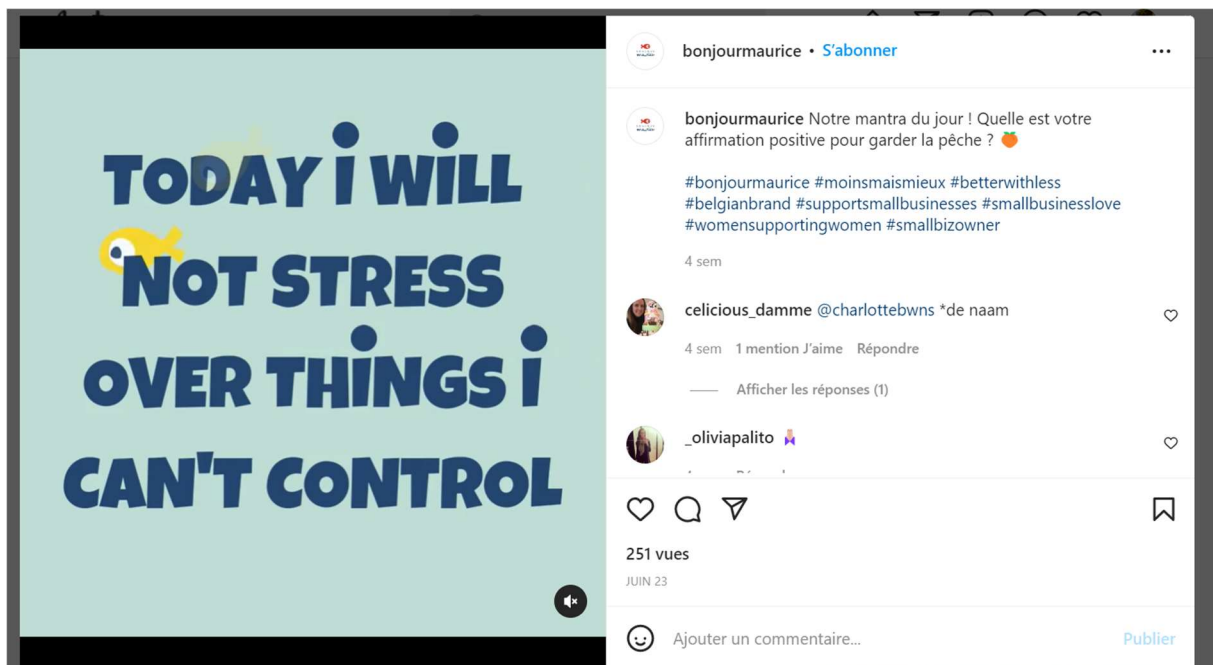 TODAY I WILL
NOT STRESS
OVER THINGS I
CAN'T CONTROL
bonjourmaurice • S'abonner
bonjourmaurice Notre mantra du jour ! Quelle est votre
affirmation positive pour garder la pêche ? 🍑
#bonjourmaurice #moinsmaismieux #betterwithless
#belgianbrand #supportsmallbusinesses #smallbusinesslove
#womensupportingwomen #smallbizowner
4 sem
celicious_damme @charlottebwns *de naam
4 sem 1 mention J'aime Répondre
Afficher les réponses (1)
_oliviapalito
251 vues
JUIN 23
Ajouter un commentaire...
Publier